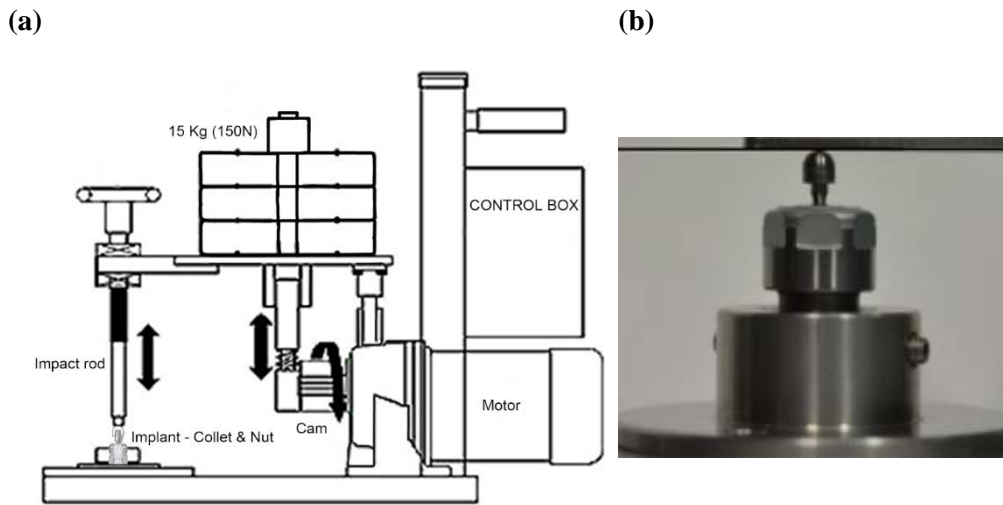 (a)
(b)
15 Kg (150N)
CONTROL BOX
Impact rod
Motor
Cam
Implant - Collet & Nut